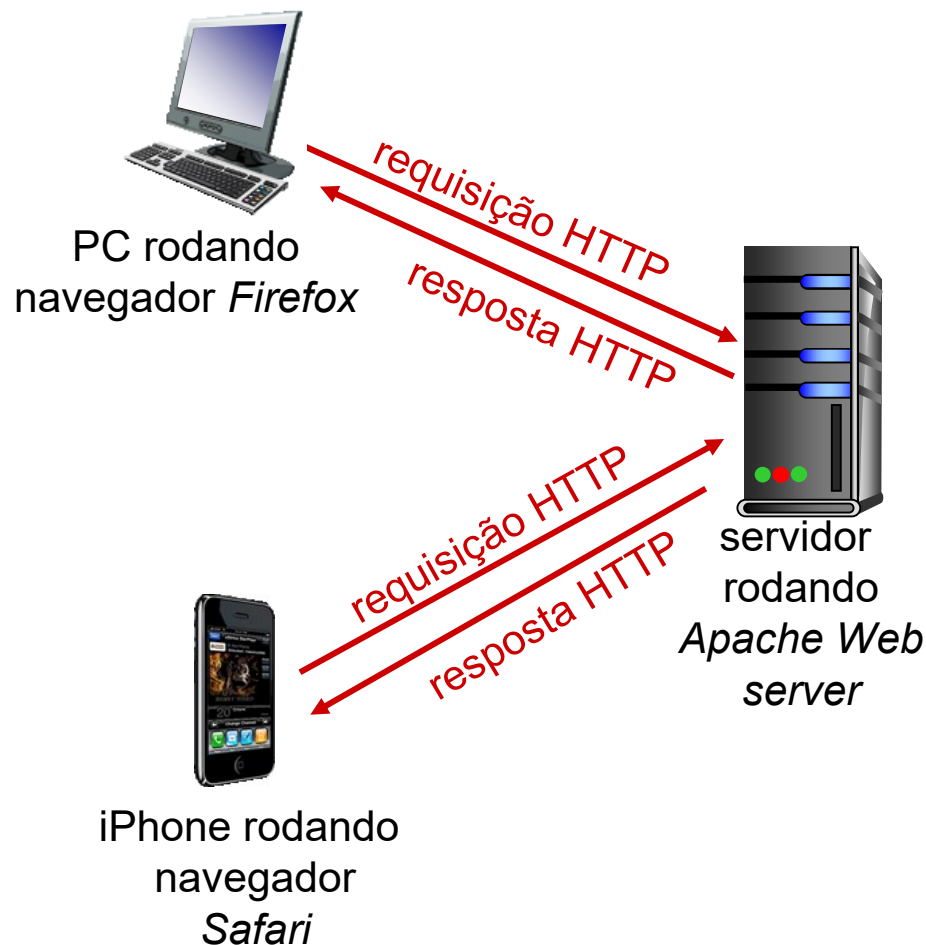 requisição HTTP
resposta HTTP
PC rodando
navegador Firefox
requisição HTTP
resposta HTTP
servidor
rodando
Apache Web
server
iPhone rodando
navegador
Safari